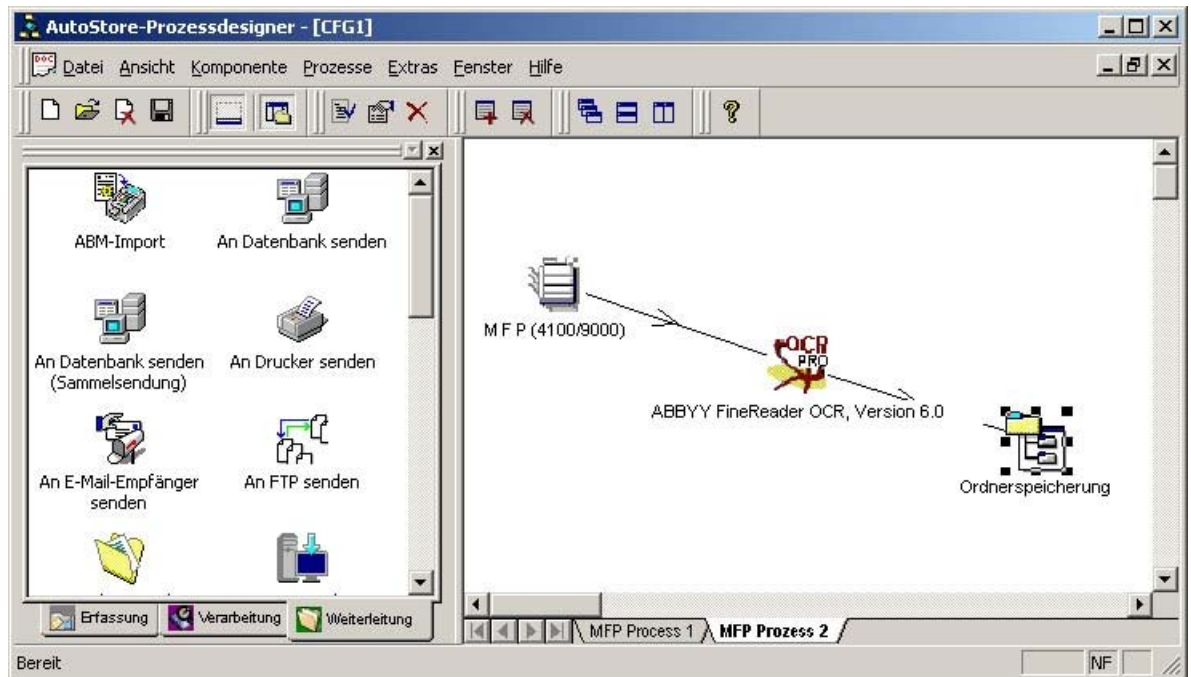 AutoStore-Prozessdesigner - [CFG1]
DOC
Datei Ansicht Komponente Prozesse Extras Fenster Hilfe
ABM-Import
An Datenbank senden
An Datenbank senden
(Sammelsendung)
An Drucker senden
An E-Mail-Empfänger
senden
An FTP senden
Erfassung
Verarbeitung
Weiterleitung
M F P (4100/9000)
OCR
PRO
ABBYY FineReader OCR, Version 6.0
Ordnerspeicherung
MFP Process 1
MFP Prozess 2
Bereit
NF